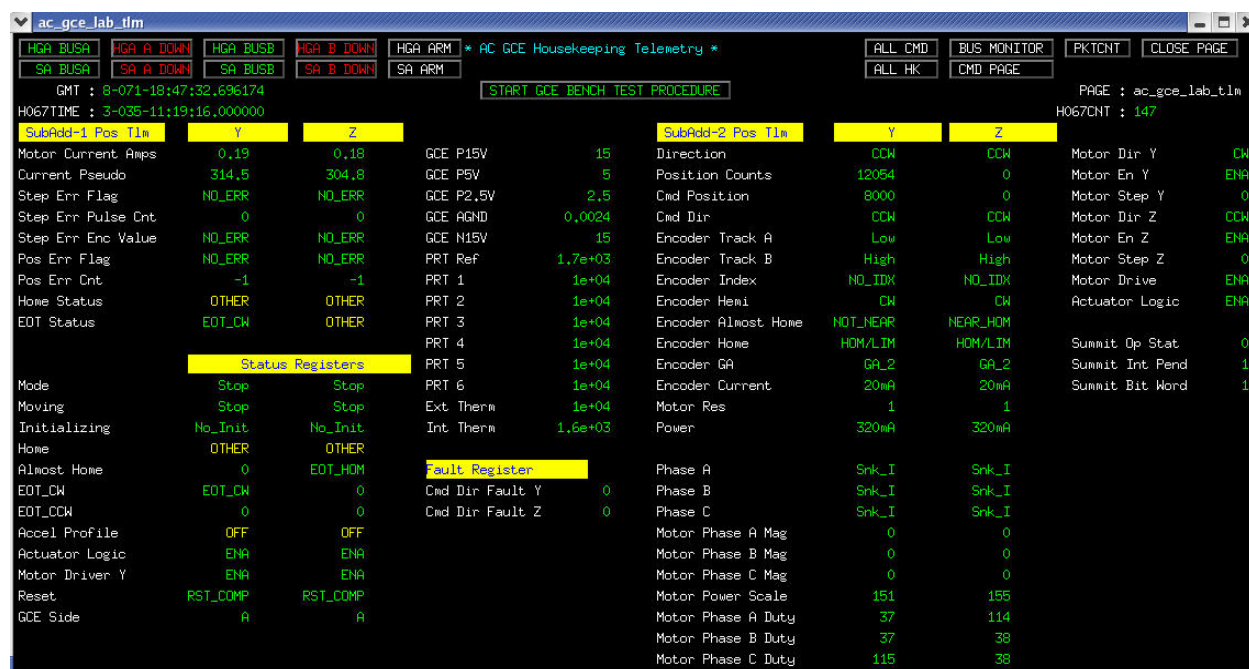 ac_gce_lab_tlm
HGA BUSA HGA A DOWN HGA BUSB HGA B DOWN HGA ARM * AC GCE Housekeeping Telemetry * ALL CMD BUS MONITOR PKTCNT CLOSE PAGE
SA BUSA SA A DOWN SA BUSB SA B DOWN SA ARM ALL HK CMD PAGE
GMT : 8-071-18:47:32.696174 START GCE BENCH TEST PROCEDURE PAGE : ac_gce_lab_tlm
H067TIME : 3-035-11:19:16.000000 H067CNT : 147
SubAdd-1 Pos Tlm Y Z SubAdd-2 Pos Tlm Y Z
Motor Current Amps 0.19 0.18 GCE P15V 15 Direction CCW CCW Motor Dir Y CW
Current Pseudo 314.5 304.8 GCE P5V 5 Position Counts 12054 0 Motor En Y ENA
Step Err Flag NO_ERR NO_ERR GCE P2.5V 2.5 Cmd Position 8000 0 Motor Step Y 0
Step Err Pulse Cnt 0 0 GCE AGND 0.0024 Cmd Dir CCW CCW Motor Dir Z CCW
Step Err Enc Value NO_ERR NO_ERR GCE N15V 15 Encoder Track A Low Low Motor En Z ENA
Pos Err Flag NO_ERR NO_ERR PRT Ref 1.7e+03 Encoder Track B High High Motor Step Z 0
Pos Err Cnt -1 -1 PRT 1 1e+04 Encoder Index NO_IDX NO_IDX Motor Drive ENA
Home Status OTHER OTHER PRT 2 1e+04 Encoder Hemi CW CW Actuator Logic ENA
EOT Status EOT_CW OTHER PRT 3 1e+04 Encoder Almost Home NOT_NEAR NEAR_HOM
PRT 4 1e+04 Encoder Home HOM/LIM HOM/LIM Summit Op Stat 0
Status Registers PRT 5 1e+04 Encoder GA GA_2 GA_2 Summit Int Pend 1
Mode Stop Stop PRT 6 1e+04 Encoder Current 20mA 20mA Summit Bit Word 1
Moving Stop Stop Ext Therm 1e+04 Motor Res 1 1
Initializing No_Init No_Init Int Therm 1.6e+03 Power 320mA 320mA
Home OTHER OTHER
Almost Home 0 EOT_HOM Fault Register Phase A Snk_I Snk_I
EOT_CW EOT_CW 0 Cmd Dir Fault Y 0 Phase B Snk_I Snk_I
EOT_CCW 0 0 Cmd Dir Fault Z 0 Phase C Snk_I Snk_I
Accel Profile OFF OFF Motor Phase A Mag 0 0
Actuator Logic ENA ENA Motor Phase B Mag 0 0
Motor Driver Y ENA ENA Motor Phase C Mag 0 0
Reset RST_COMP RST_COMP Motor Power Scale 151 155
GCE Side A A Motor Phase A Duty 37 114
Motor Phase B Duty 37 38
Motor Phase C Duty 115 38